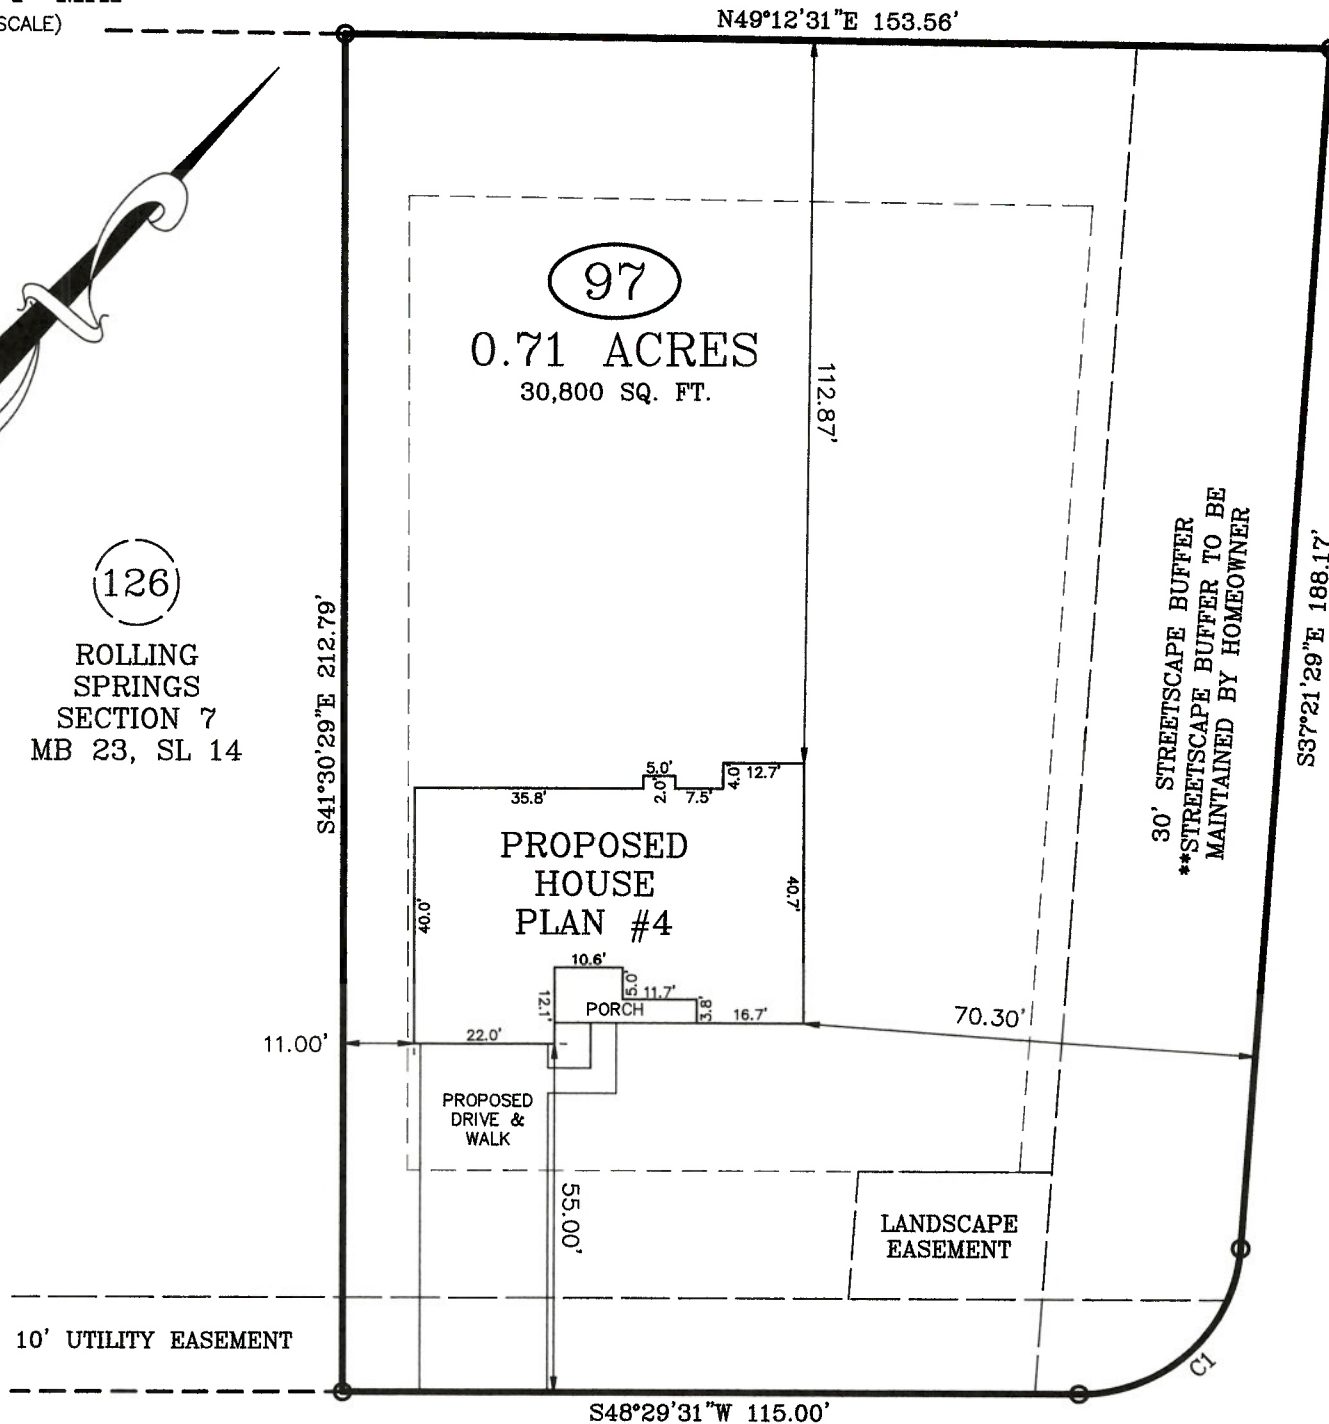 SCALE)
N49°12'31"E 153.56'
97
0.71 ACRES
30,800 SQ. FT.
112.87'
126
ROLLING
SPRINGS
SECTION 7
MB 23, SL 14
S41°30'29"E 212.79'
30' STREETSCAPE BUFFER
**STREETSCAPE BUFFER TO BE
MAINTAINED BY HOMEOWNER
S37°21'29"E 188.17'
5.0'
12.7'
4.0'
35.8'
2.0'
7.5'
PROPOSED
HOUSE
PLAN #4
40.0'
40.7'
10.6'
5.0'
11.7'
12.1'
PORCH
3.8'
16.7'
70.30'
11.00'
22.0'
PROPOSED
DRIVE &
WALK
55.00'
LANDSCAPE
EASEMENT
10' UTILITY EASEMENT
C1
S48°29'31"W 115.00'